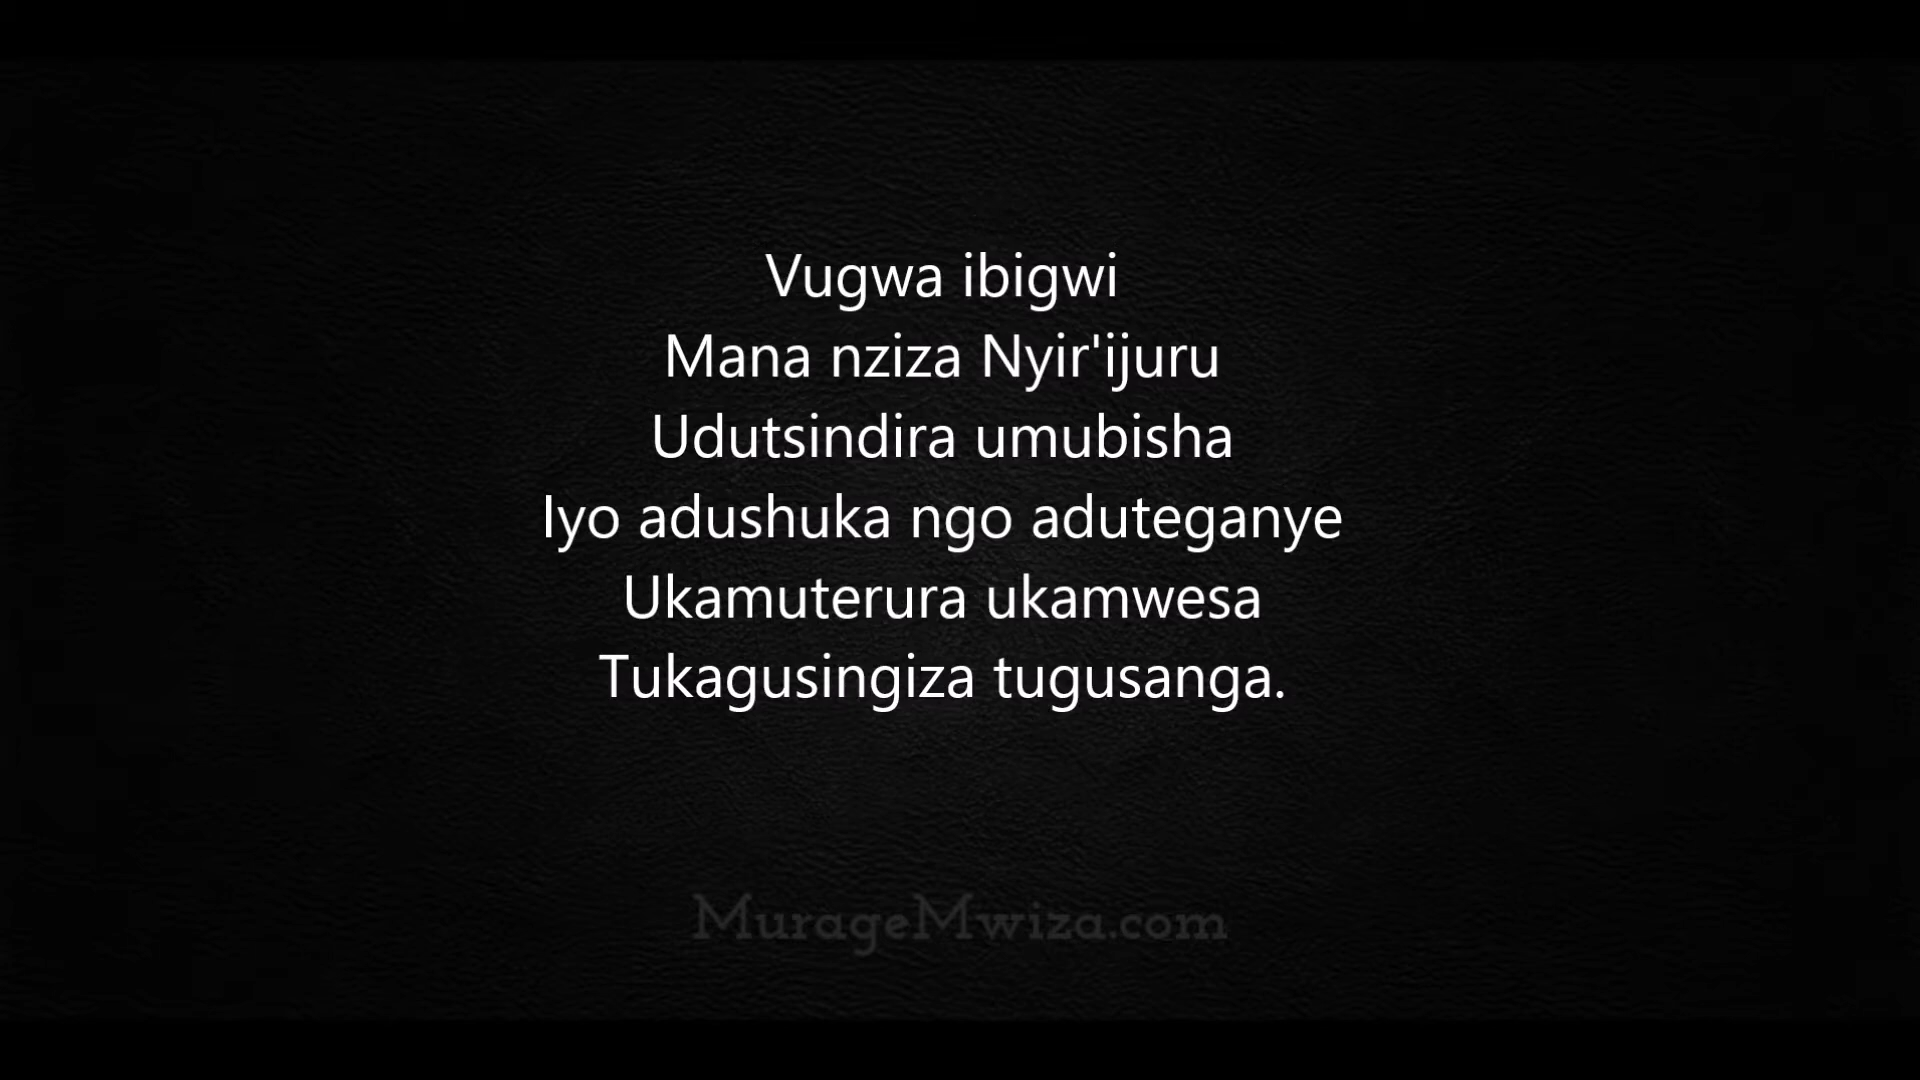 Vugwa ibigwi
Mana nziza Nyir'ijuru
Udutsindira umubisha
Iyo adushuka ngo aduteganye
Ukamuterura ukamwesa
Tukagusingiza tugusanga.
MurageMwiza.com